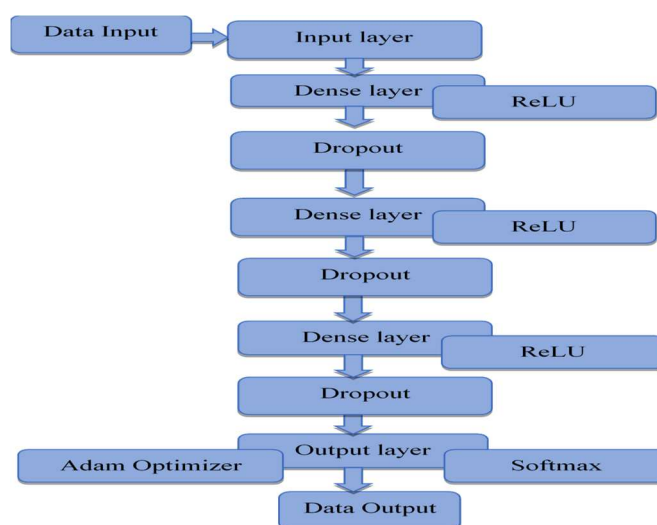 Data Input
Input layer
Dense layer
ReLU
Dropout
Dense layer
ReLU
Dropout
Dense layer
ReLU
Dropout
Output layer
Adam Optimizer
Softmax
Data Output